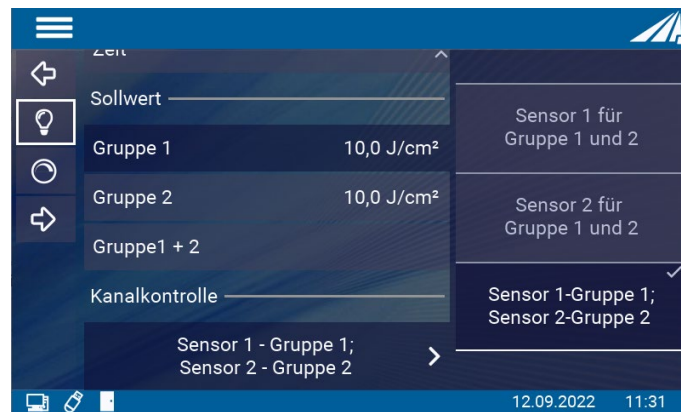 Zeit
Sollwert
Gruppe 1 10,0 J/cm²
Gruppe 2 10,0 J/cm²
Gruppe1 + 2
Kanalkontrolle
Sensor 1 - Gruppe 1;
Sensor 2 - Gruppe 2
Sensor 1 für
Gruppe 1 und 2
Sensor 2 für
Gruppe 1 und 2
Sensor 1-Gruppe 1;
Sensor 2-Gruppe 2
12.09.2022 11:31